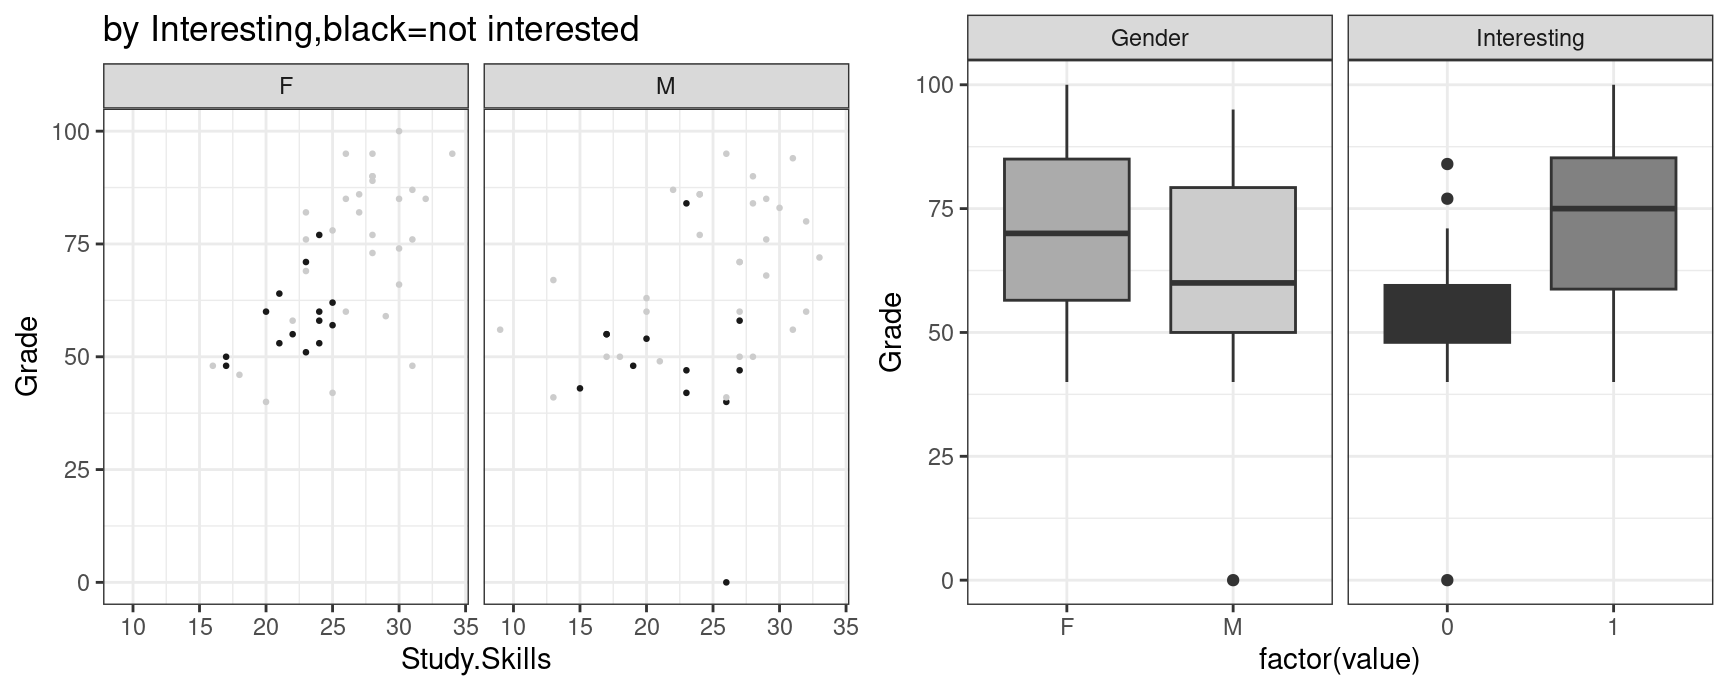 by Interesting,black=not interested
F M
Grade
100
75
50
25
0
10 15 20 25 30 35 10 15 20 25 30 35
Study.Skills
Gender Interesting
Grade
100
75
50
25
0
F M 0 1
factor(value)